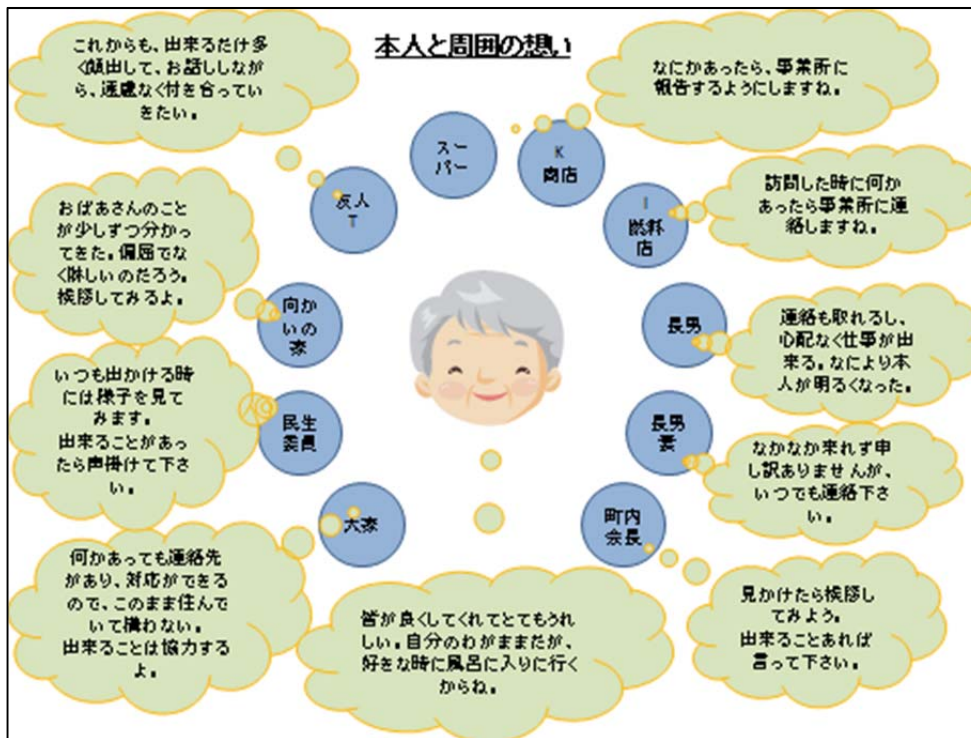 本人と周囲の想い
これからも、出来るだけ多
く顔出して、お話ししなが
ら、遠慮なく付き合ってい
きたい。
友人
T
スー
パー
K
商店
なにかあったら、事業所に
報告するようにしますね。
I
燃料
店
訪問した時に何か
あったら事業所に連
絡しますね。
おばあさんのこと
が少しずつ分かっ
てきた。偏屈でな
く淋しいのだろう。
挨拶してみるよ。
向か
いの
家
長男
連絡も取れるし、
心配なく仕事が出
来る。なにより本
人が明るくなった。
いつも出かける時
には様子を見て
みます。
出来ることがあっ
たら声掛けて下さ
い。
民生
委員
長男
妻
なかなか来れず申
し訳ありませんが、
いつでも連絡下さ
い。
何かあっても連絡先
があり、対応ができる
ので、このまま住んで
いて構わない。
出来ることは協力する
よ。
大家
町内
会長
見かけたら挨拶し
てみよう。
出来ることあれば
言って下さい。
皆が良くしてくれてとてもうれ
しい。自分のわがままだが、
好きな時に風呂に入りに行く
からね。